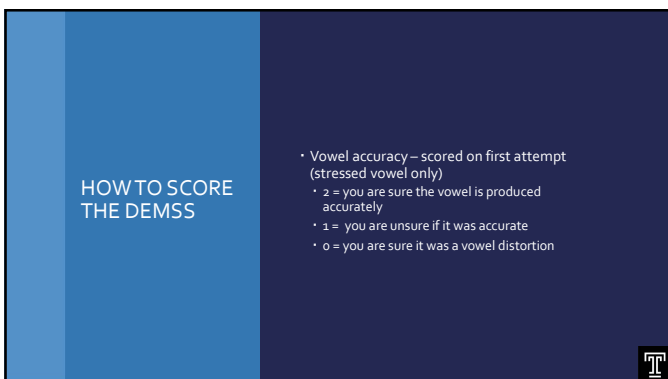 HOW TO SCORE
THE DEMSS
• Vowel accuracy – scored on first attempt
(stressed vowel only)
• 2 = you are sure the vowel is produced
accurately
• 1 = you are unsure if it was accurate
• 0 = you are sure it was a vowel distortion
T